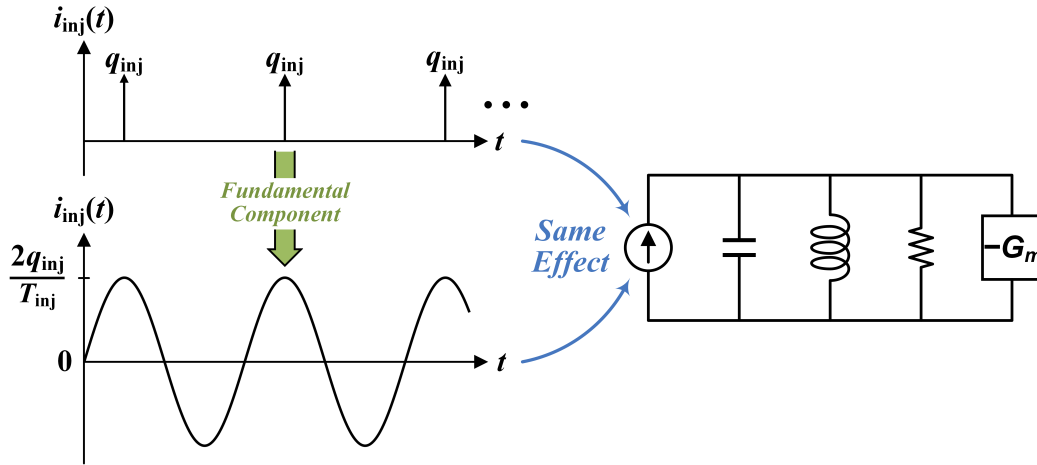 i_inj(t)
q_inj q_inj q_inj
...
t
Fundamental
Component
i_inj(t)
2q_inj
T_inj
0
t
Same
Effect
−G_m